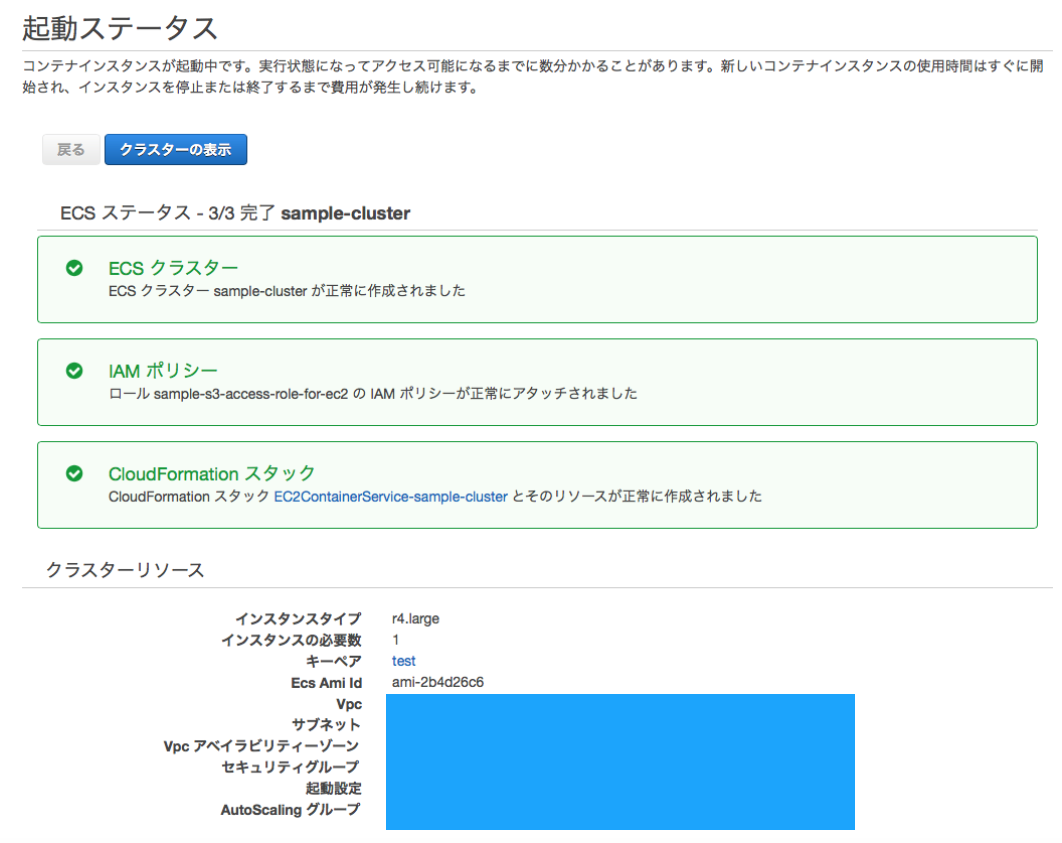 起動ステータス
コンテナインスタンスが起動中です。実行状態になってアクセス可能になるまでに数分かかることがあります。新しいコンテナインスタンスの使用時間はすぐに開
始され、インスタンスを停止または終了するまで費用が発生し続けます。
戻る クラスターの表示
ECS ステータス - 3/3 完了 sample-cluster
ECS クラスター
ECS クラスター sample-cluster が正常に作成されました
IAM ポリシー
ロール sample-s3-access-role-for-ec2 の IAM ポリシーが正常にアタッチされました
CloudFormation スタック
CloudFormation スタック EC2ContainerService-sample-cluster とそのリソースが正常に作成されました
クラスターリソース
インスタンスタイプ r4.large
インスタンスの必要数 1
キーペア test
Ecs Ami Id ami-2b4d26c6
Vpc
サブネット
Vpc アベイラビリティーゾーン
セキュリティグループ
起動設定
AutoScaling グループ